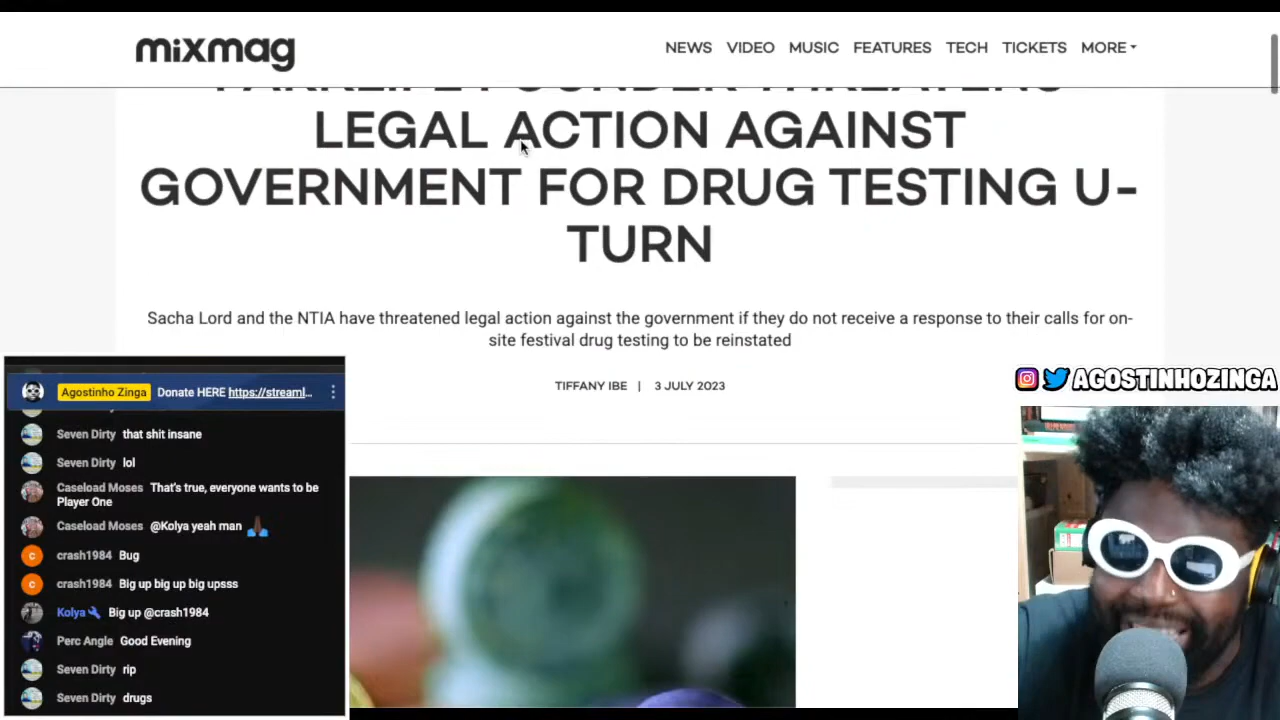 mixmag
NEWS VIDEO MUSIC FEATURES TECH TICKETS MORE
PARKLIFE FOUNDER THREATENS
LEGAL ACTION AGAINST
GOVERNMENT FOR DRUG TESTING U-
TURN
Sacha Lord and the NTIA have threatened legal action against the government if they do not receive a response to their calls for on-
site festival drug testing to be reinstated
TIFFANY IBE | 3 JULY 2023
Agostinho Zinga Donate HERE https://streaml...
Seven Dirty that shit insane
Seven Dirty lol
Caseload Moses That's true, everyone wants to be
Player One
Caseload Moses @Kolya yeah man
c crash1984 Bug
c crash1984 Big up big up big upsss
Kolya Big up @crash1984
Perc Angle Good Evening
Seven Dirty rip
Seven Dirty drugs
AGOSTINHOZINGA